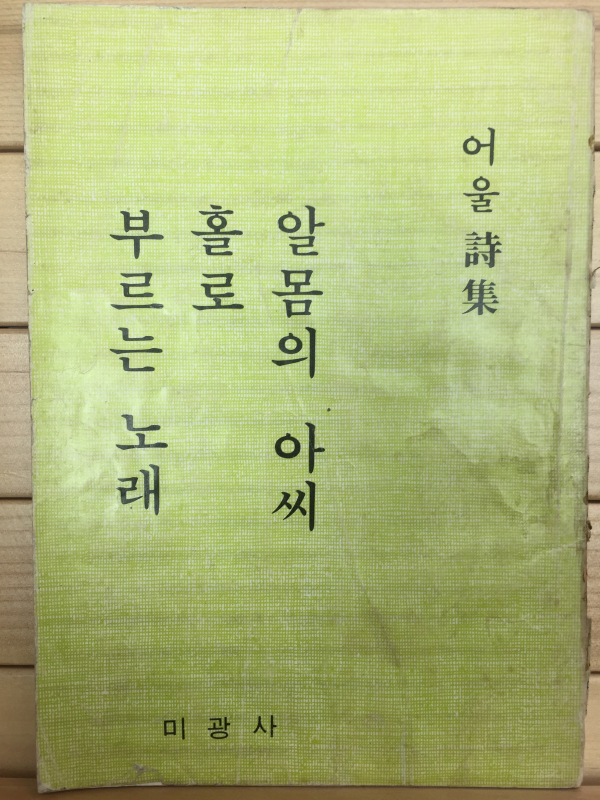 어울 詩集
알몸의 아씨
홀로
부르는 노래
미광사